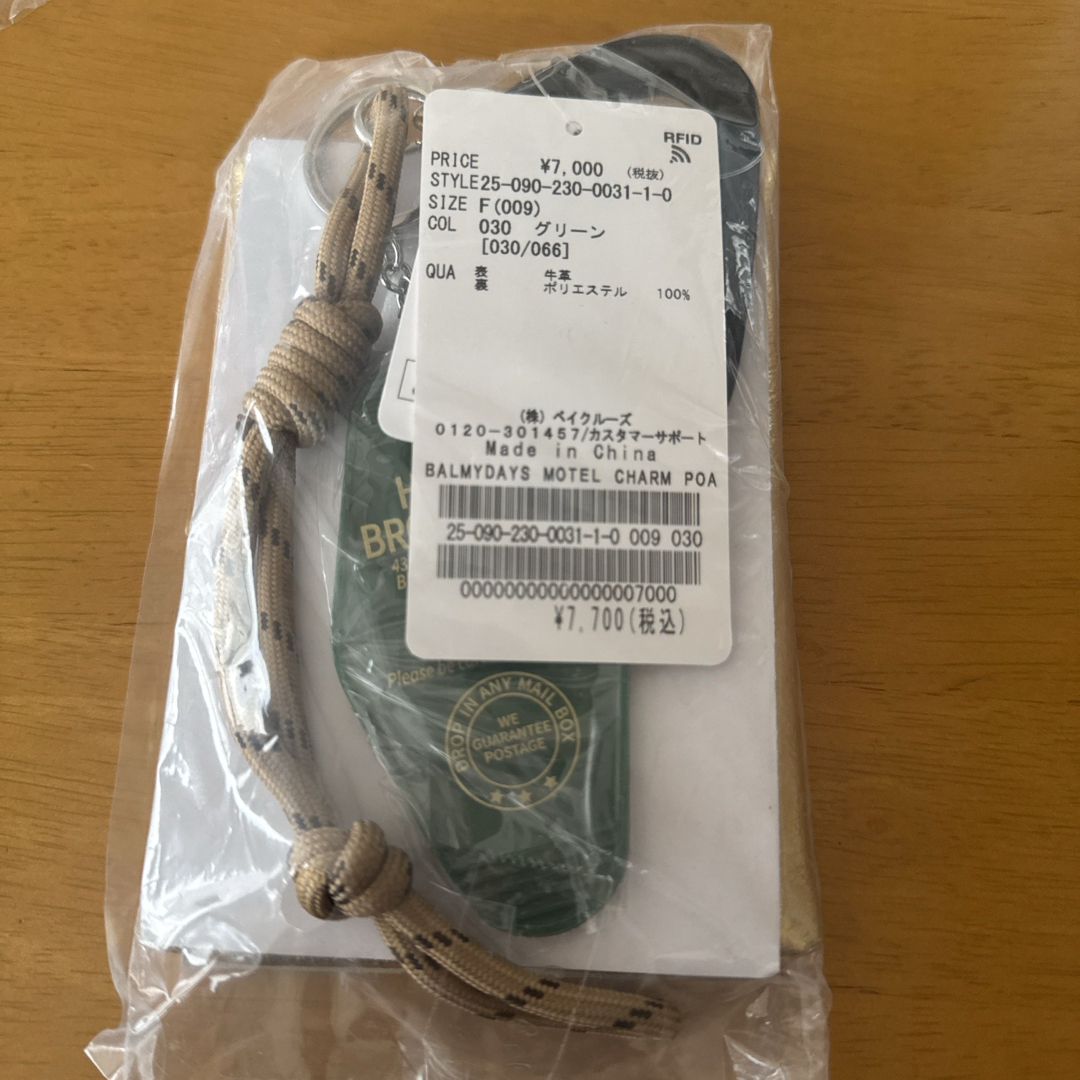 RFID
PRICE ¥7,000 (税抜)
STYLE25-090-230-0031-1-0
SIZE F(009)
COL 030 グリーン
[030/066]
QUA 表 牛革
裏 ポリエステル 100%
(株) ベイクルーズ
0120-301457/カスタマーサポート
Made in China
BALMYDAYS MOTEL CHARM POA
25-090-230-0031-1-0 009 030
00000000000000007000
¥7,700(税込)
Please be
DROP IN ANY MAIL BOX
WE
GUARANTEE
POSTAGE